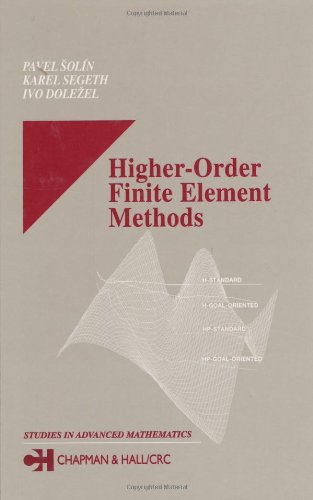 PAVEL ŠOLÍN
KAREL SEGETH
IVO DOLEŽEL
Higher-Order
Finite Element
Methods
H-STANDARD
H-GOAL-ORIENTED
HP-STANDARD
HP-GOAL-ORIENTED
STUDIES IN ADVANCED MATHEMATICS
CHAPMAN & HALL/CRC